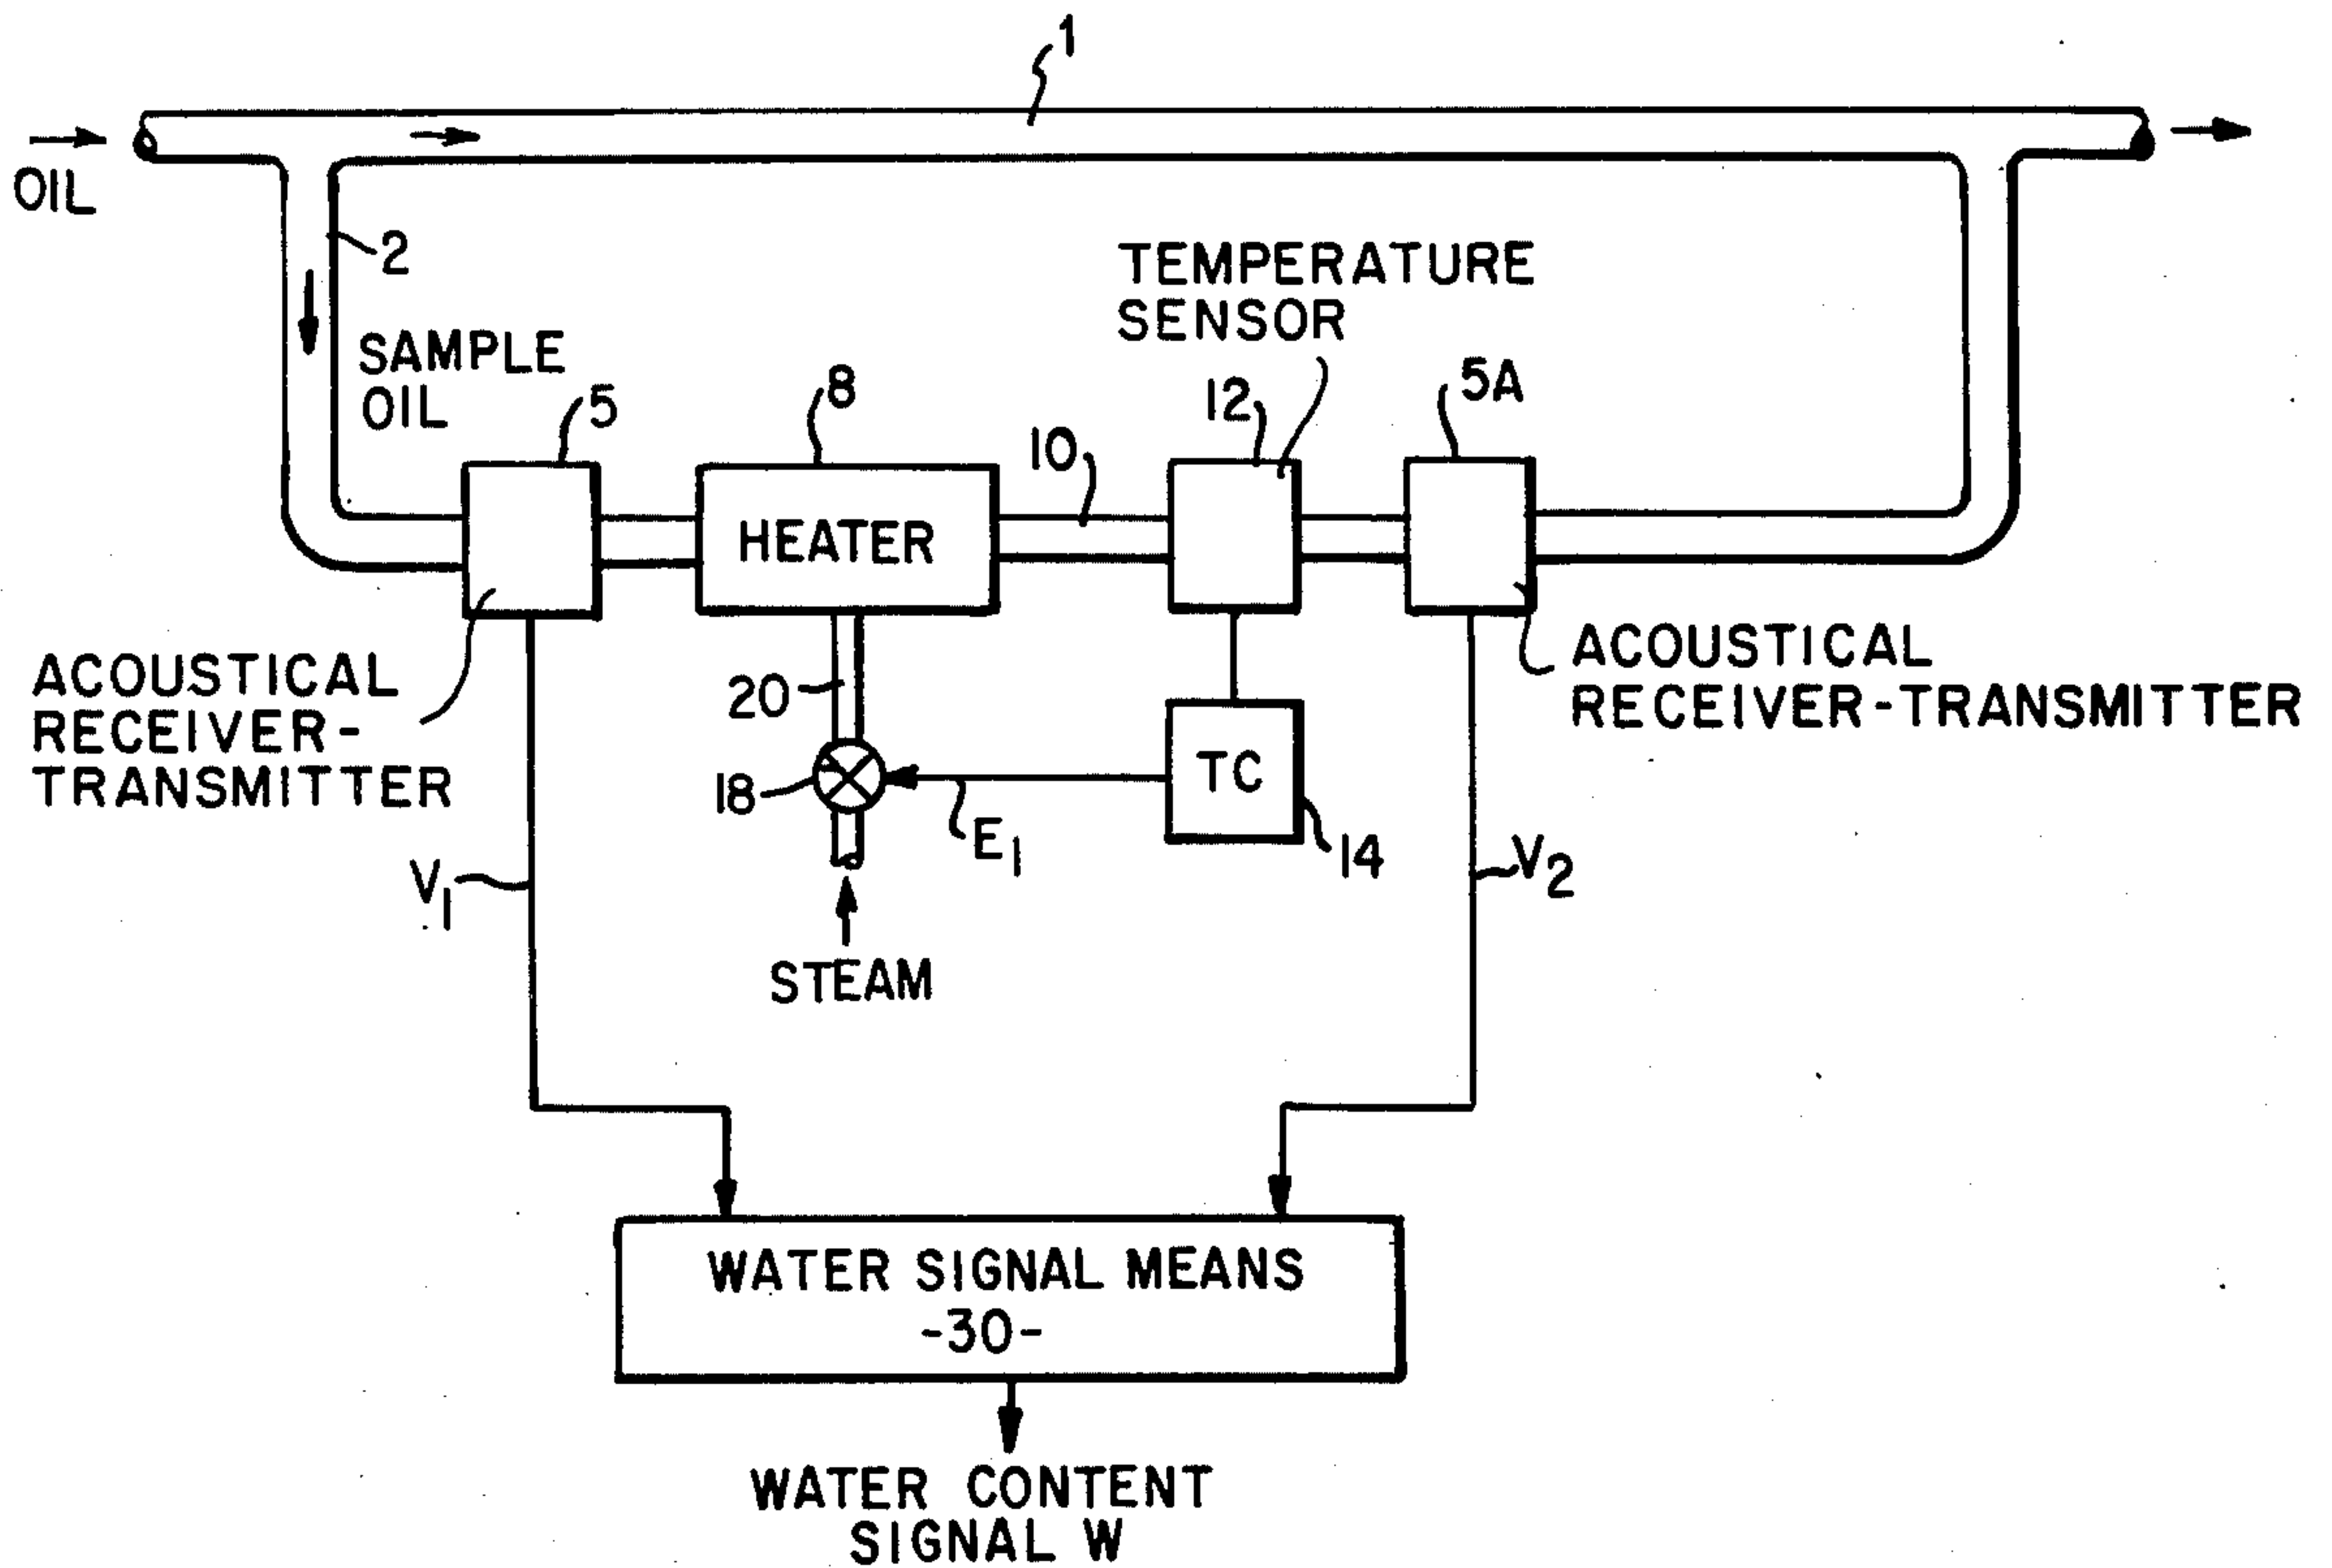 1
OIL
2
SAMPLE
OIL
TEMPERATURE
SENSOR
5
8
10
12
5A
HEATER
ACOUSTICAL
RECEIVER-
TRANSMITTER
20
18
TC
14
E1
ACOUSTICAL
RECEIVER-TRANSMITTER
V1
V2
STEAM
WATER SIGNAL MEANS
-30-
WATER CONTENT
SIGNAL W